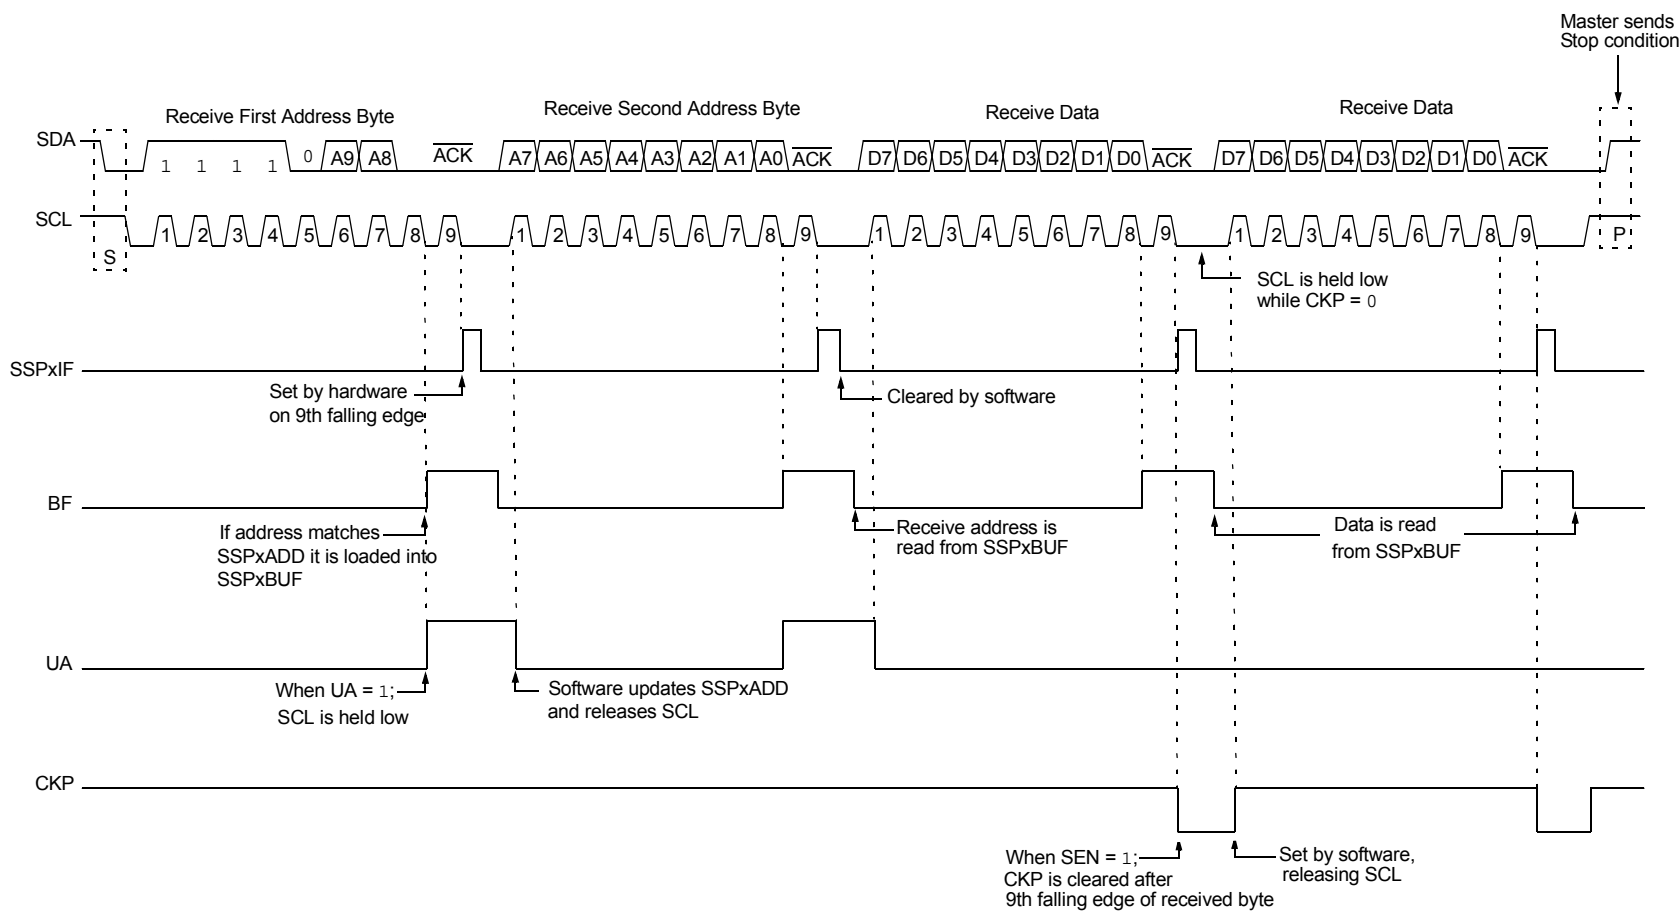 Master sends
Stop condition
Receive First Address Byte
Receive Second Address Byte
Receive Data
Receive Data
SDA
1 1 1 1 0 A9 A8 ACK A7 A6 A5 A4 A3 A2 A1 A0 ACK D7 D6 D5 D4 D3 D2 D1 D0 ACK D7 D6 D5 D4 D3 D2 D1 D0 ACK
SCL
S 1 2 3 4 5 6 7 8 9 1 2 3 4 5 6 7 8 9 1 2 3 4 5 6 7 8 9 1 2 3 4 5 6 7 8 9 P
SCL is held low
while CKP = 0
SSPxIF
Set by hardware
on 9th falling edge
Cleared by software
BF
If address matches
SSPxADD it is loaded into
SSPxBUF
Receive address is
read from SSPxBUF
Data is read
from SSPxBUF
UA
When UA = 1;
SCL is held low
Software updates SSPxADD
and releases SCL
CKP
When SEN = 1;
CKP is cleared after
9th falling edge of received byte
Set by software,
releasing SCL